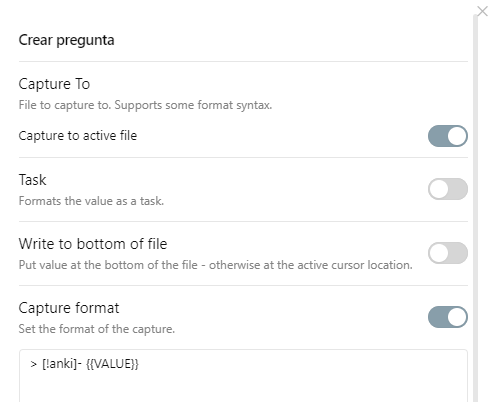 Crear pregunta
Capture To
File to capture to. Supports some format syntax.
Capture to active file
Task
Formats the value as a task.
Write to bottom of file
Put value at the bottom of the file - otherwise at the active cursor location.
Capture format
Set the format of the capture.
> [!anki]- {{VALUE}}